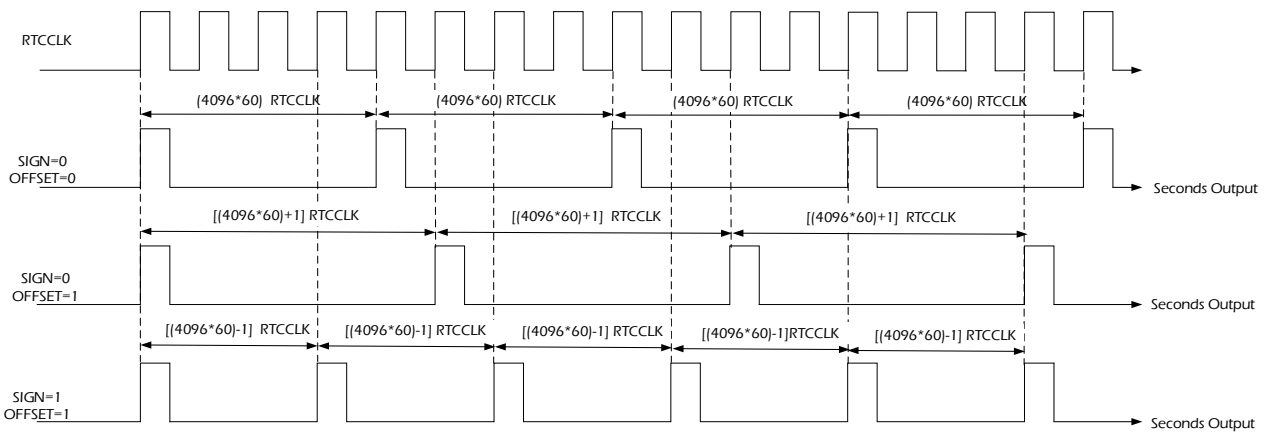 RTCCLK
(4096*60) RTCCLK
(4096*60) RTCCLK
(4096*60) RTCCLK
(4096*60) RTCCLK
SIGN=0
OFFSET=0
Seconds Output
[(4096*60)+1] RTCCLK
[(4096*60)+1] RTCCLK
[(4096*60)+1] RTCCLK
SIGN=0
OFFSET=1
Seconds Output
[(4096*60)-1] RTCCLK
[(4096*60)-1] RTCCLK
[(4096*60)-1] RTCCLK
[(4096*60)-1]RTCCLK
[(4096*60)-1] RTCCLK
SIGN=1
OFFSET=1
Seconds Output